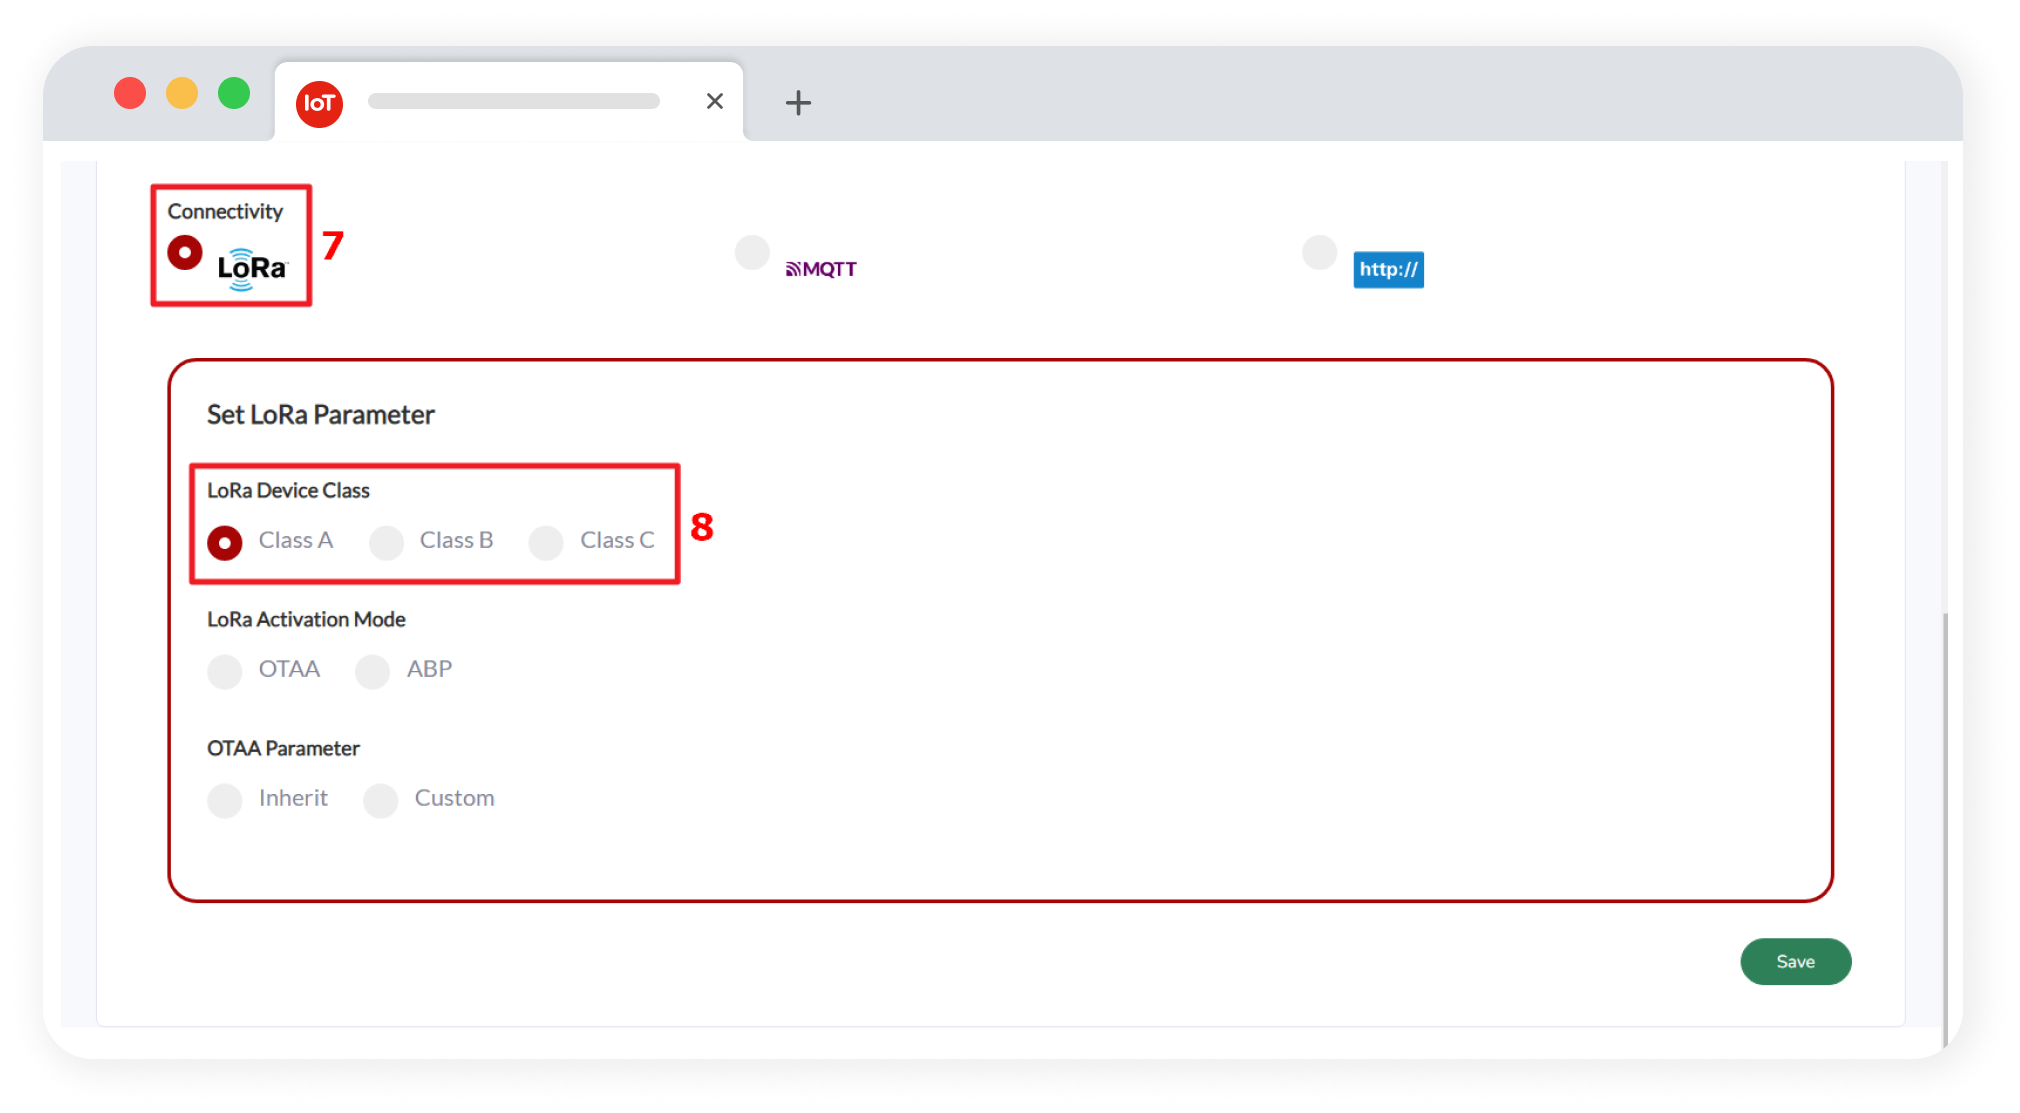 IoT
Connectivity
LoRa
7
MQTT
http://
Set LoRa Parameter
LoRa Device Class
Class A Class B Class C
8
LoRa Activation Mode
OTAA ABP
OTAA Parameter
Inherit Custom
Save